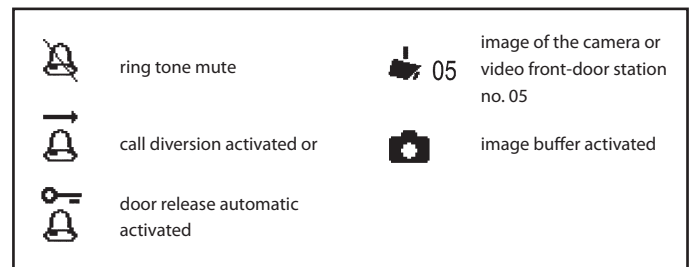 ring tone mute
call diversion activated or
door release automatic
activated
05
image of the camera or
video front-door station
no. 05
image buffer activated